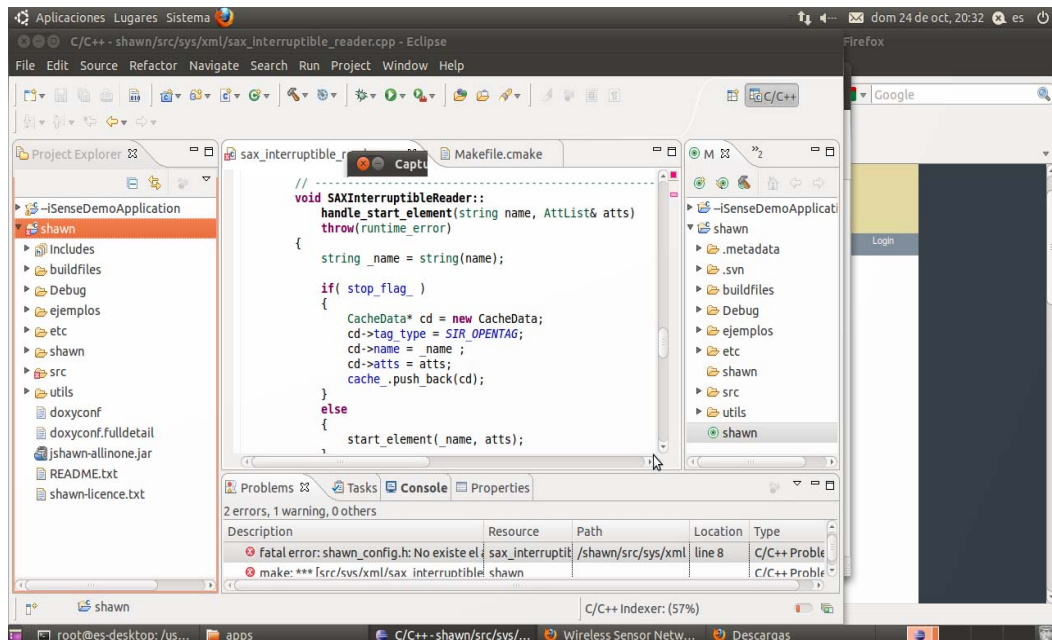 Aplicaciones Lugares Sistema dom 24 de oct, 20:32 es
C/C++ - shawn/src/sys/xml/sax_interruptible_reader.cpp - Eclipse Firefox
File Edit Source Refactor Navigate Search Run Project Window Help
C/C++ Google
Project Explorer sax_interruptible_r Captu Makefile.cmake M »2
// ------------------------------------------------
void SAXInterruptibleReader::
handle_start_element(string name, AttList& atts)
throw(runtime_error)
{
string _name = string(name);
if( stop_flag_ )
{
CacheData* cd = new CacheData;
cd->tag_type = SIR_OPENTAG;
cd->name = _name ;
cd->atts = atts;
cache_.push_back(cd);
}
else
{
start_element(_name, atts);
}
–iSenseDemoApplication
shawn
Includes
buildfiles
Debug
ejemplos
etc
shawn
src
utils
doxyconf
doxyconf.fulldetail
jshawn-allinone.jar
README.txt
shawn-licence.txt
–iSenseDemoApplicati
shawn
.metadata
.svn
buildfiles
Debug
ejemplos
etc
shawn
src
utils
shawn
Login
Problems Tasks Console Properties
2 errors, 1 warning, 0 others
Description Resource Path Location Type
fatal error: shawn_config.h: No existe el a sax_interruptit /shawn/src/sys/xml line 8 C/C++ Proble
make: *** [src/sys/xml/sax_interruptible shawn C/C++ Proble
shawn C/C++ Indexer: (57%)
root@es-desktop: /us... apps C/C++ - shawn/src/sys/... Wireless Sensor Netw... Descargas